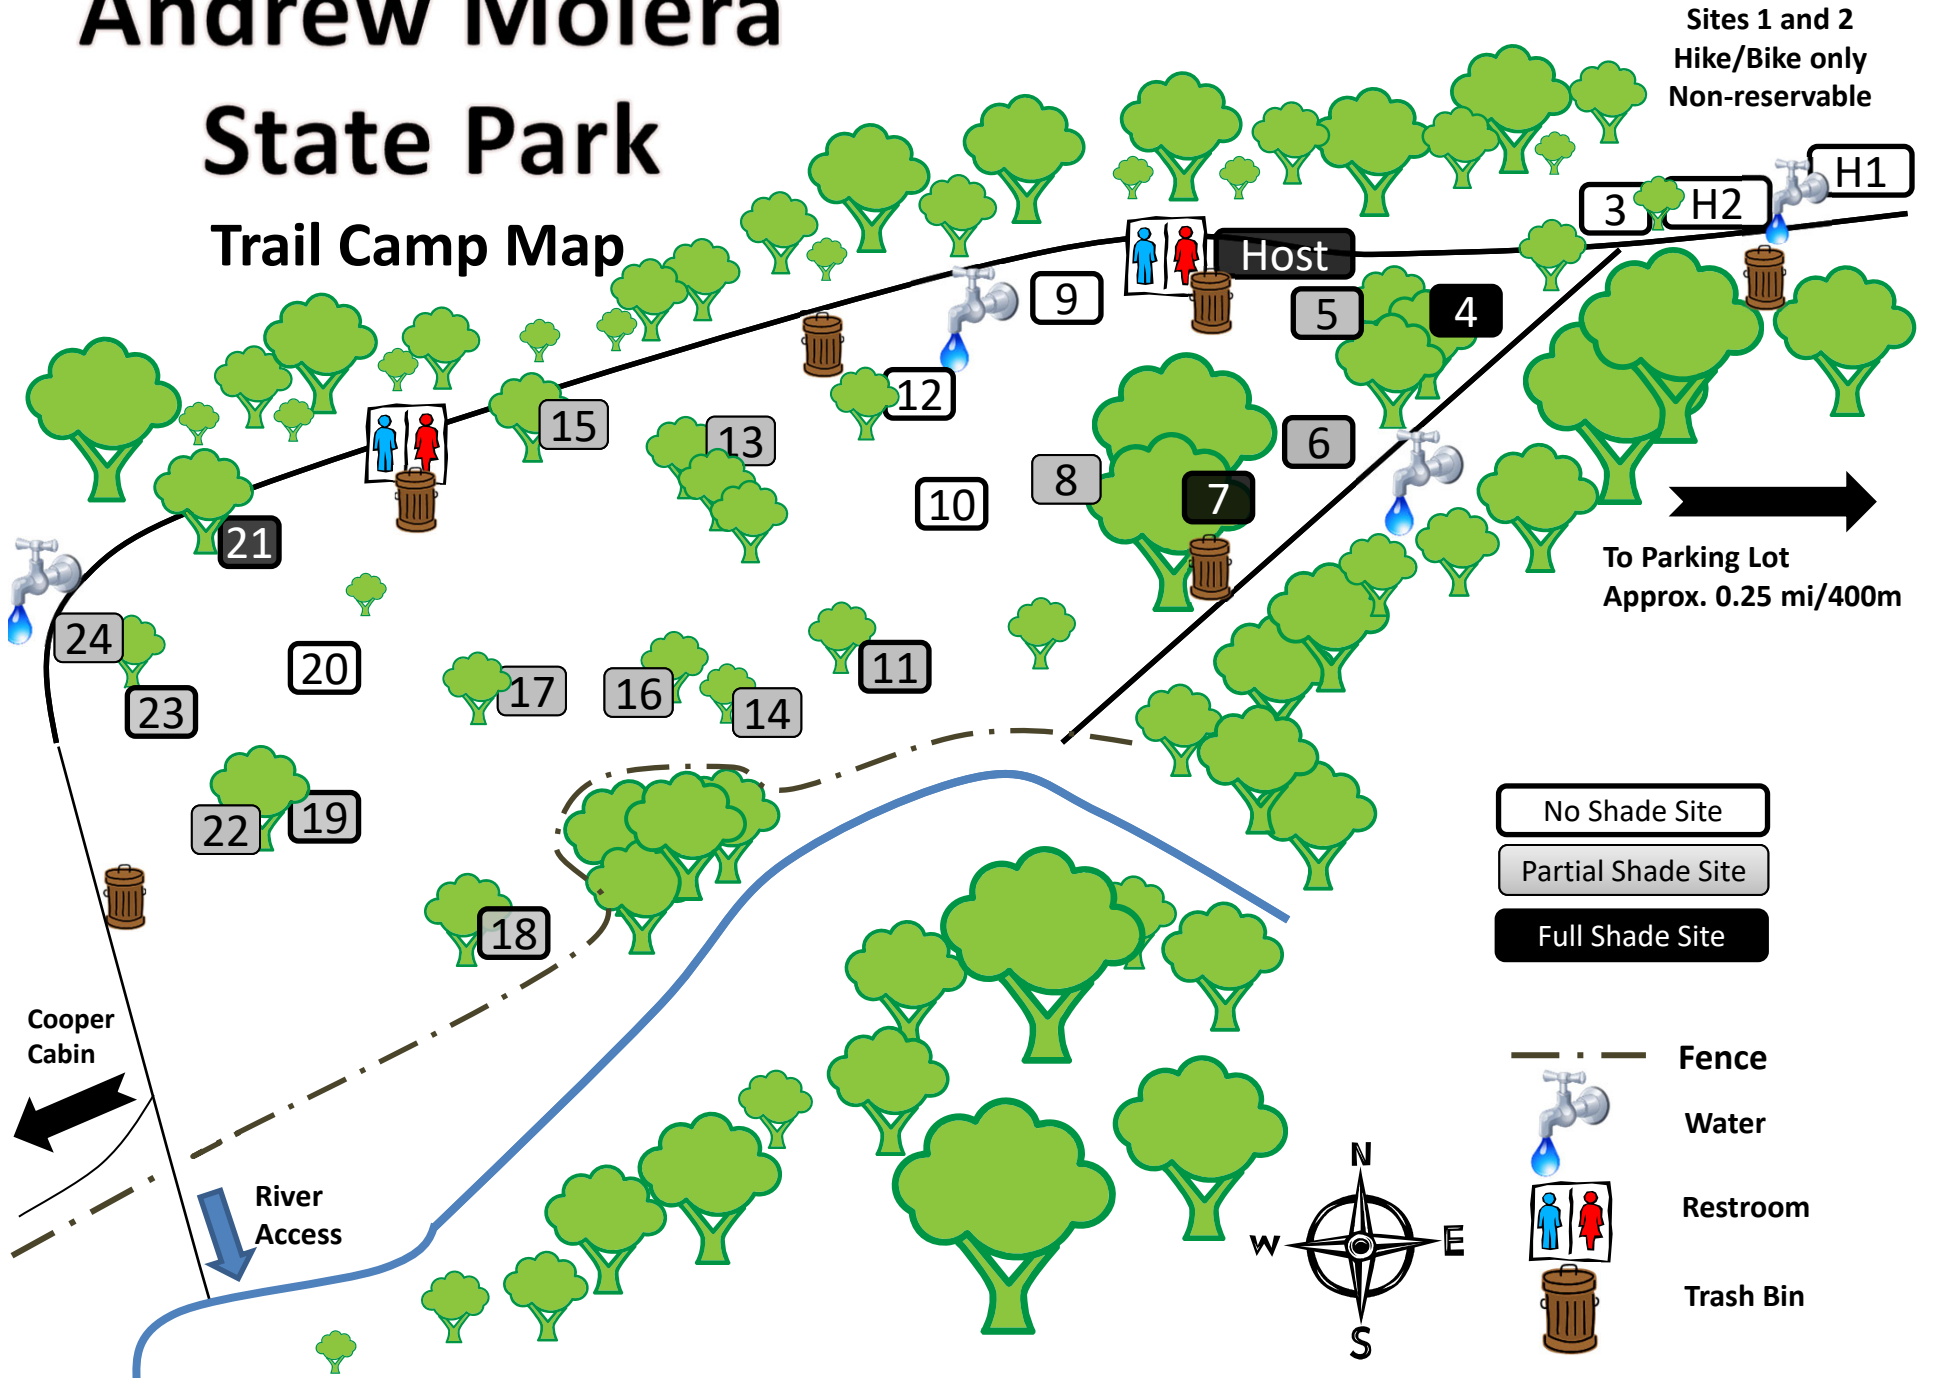 Andrew Molera
State Park
Trail Camp Map
Sites 1 and 2
Hike/Bike only
Non-reservable
H1
H2
3
Host
9
5
4
12
15
13
6
8
7
10
21
24
20
17
16
11
14
23
22
19
18
To Parking Lot
Approx. 0.25 mi/400m
No Shade Site
Partial Shade Site
Full Shade Site
Cooper
Cabin
River
Access
Fence
Water
Restroom
Trash Bin
N
W
E
S